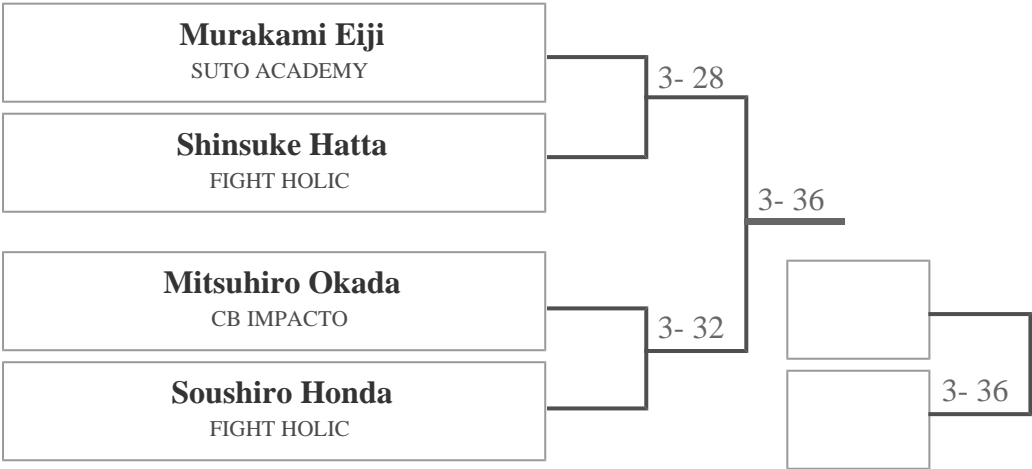 Murakami Eiji
SUTO ACADEMY
3- 28
Shinsuke Hatta
FIGHT HOLIC
3- 36
Mitsuhiro Okada
CB IMPACTO
3- 32
Soushiro Honda
FIGHT HOLIC
3- 36